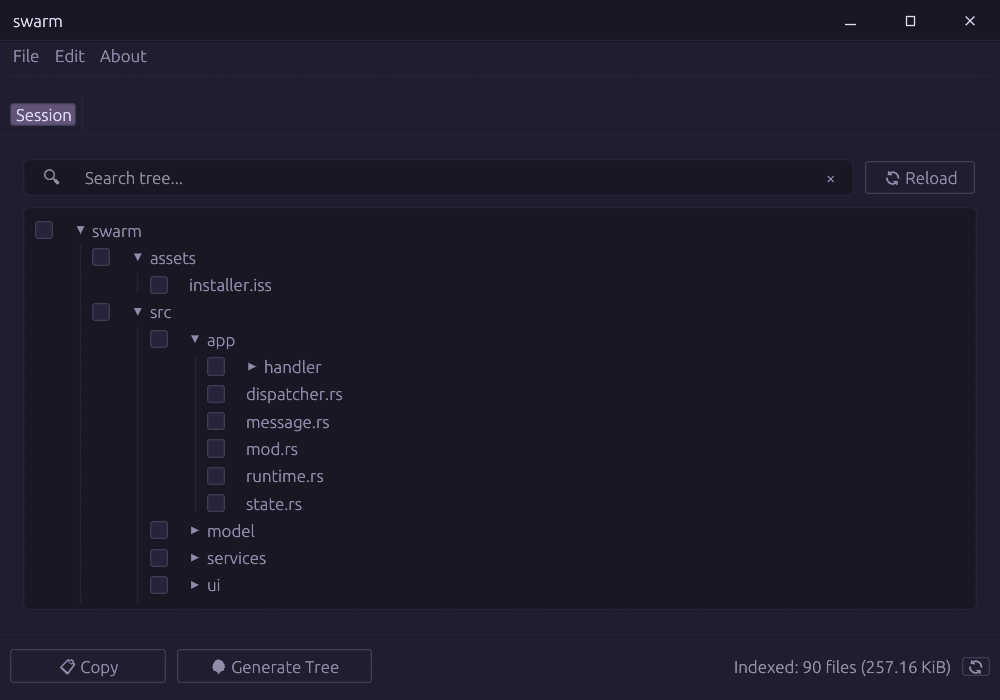 swarm
File Edit About
Session
Search tree... × Reload
swarm
assets
installer.iss
src
app
handler
dispatcher.rs
message.rs
mod.rs
runtime.rs
state.rs
model
services
ui
Copy Generate Tree Indexed: 90 files (257.16 KiB)